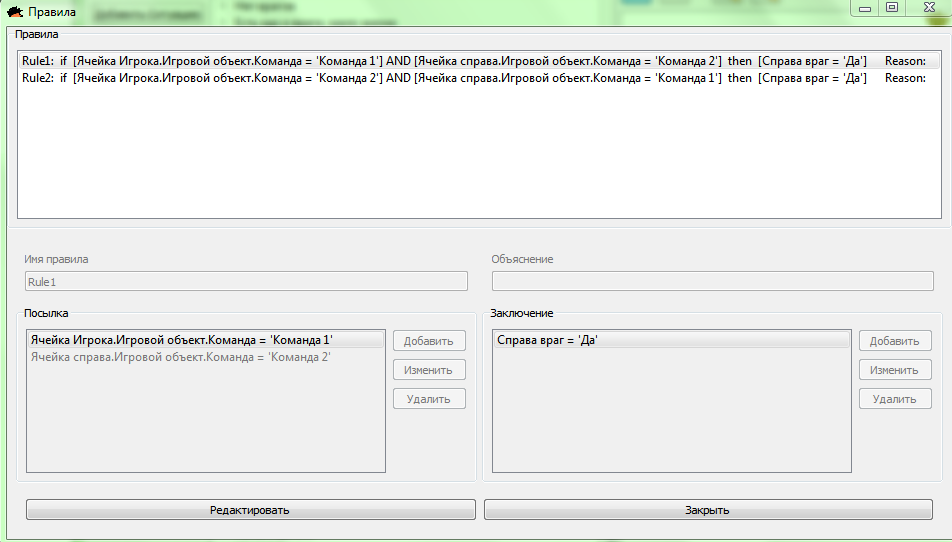 Правила
Правила
Rule1: if [Ячейка Игрока.Игровой объект.Команда = 'Команда 1'] AND [Ячейка справа.Игровой объект.Команда = 'Команда 2'] then [Справа враг = 'Да'] Reason:
Rule2: if [Ячейка Игрока.Игровой объект.Команда = 'Команда 2'] AND [Ячейка справа.Игровой объект.Команда = 'Команда 1'] then [Справа враг = 'Да'] Reason:
Имя правила
Объяснение
Rule1
Посылка
Заключение
Ячейка Игрока.Игровой объект.Команда = 'Команда 1'
Ячейка справа.Игровой объект.Команда = 'Команда 2'
Добавить
Изменить
Удалить
Справа враг = 'Да'
Добавить
Изменить
Удалить
Редактировать
Закрыть